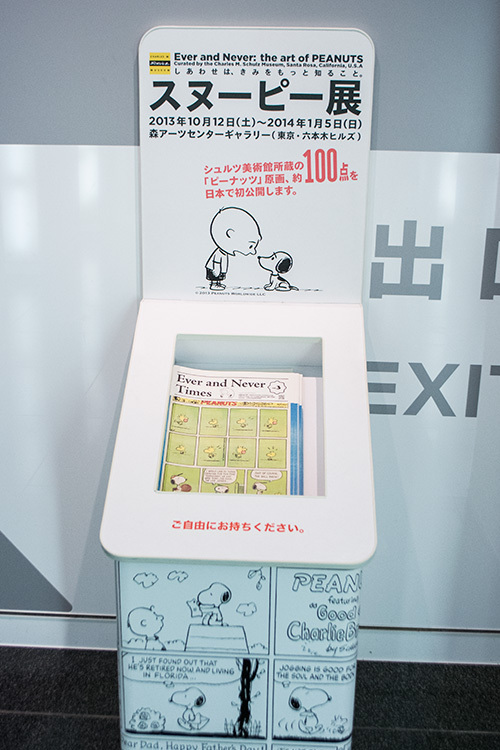 Ever and Never: the art of PEANUTS
Curated by the Charles M. Schulz Museum, Santa Rosa, California, U.S.A
しあわせは、きみをもっと知ること。
スヌーピー展
2013年10月12日(土)〜2014年1月5日(日)
森アーツセンターギャラリー(東京・六本木ヒルズ)
シュルツ美術館所蔵の
「ピーナッツ」原画、約100点を
日本で初公開します。
© 2013 PEANUTS WORLDWIDE LLC
出口
EXIT
Ever and Never
Times
PEANUTS
ご自由にお持ちください。
PEANU
featuring
"Good ol'
Charlie B
by S
I JUST FOUND OUT THAT
HE'S RETIRED NOW AND LIVING
IN FLORIDA..
JOGGING IS GOOD FOR
THE SOUL AND THE BOD
Dear Dad, Happy Father's Day!